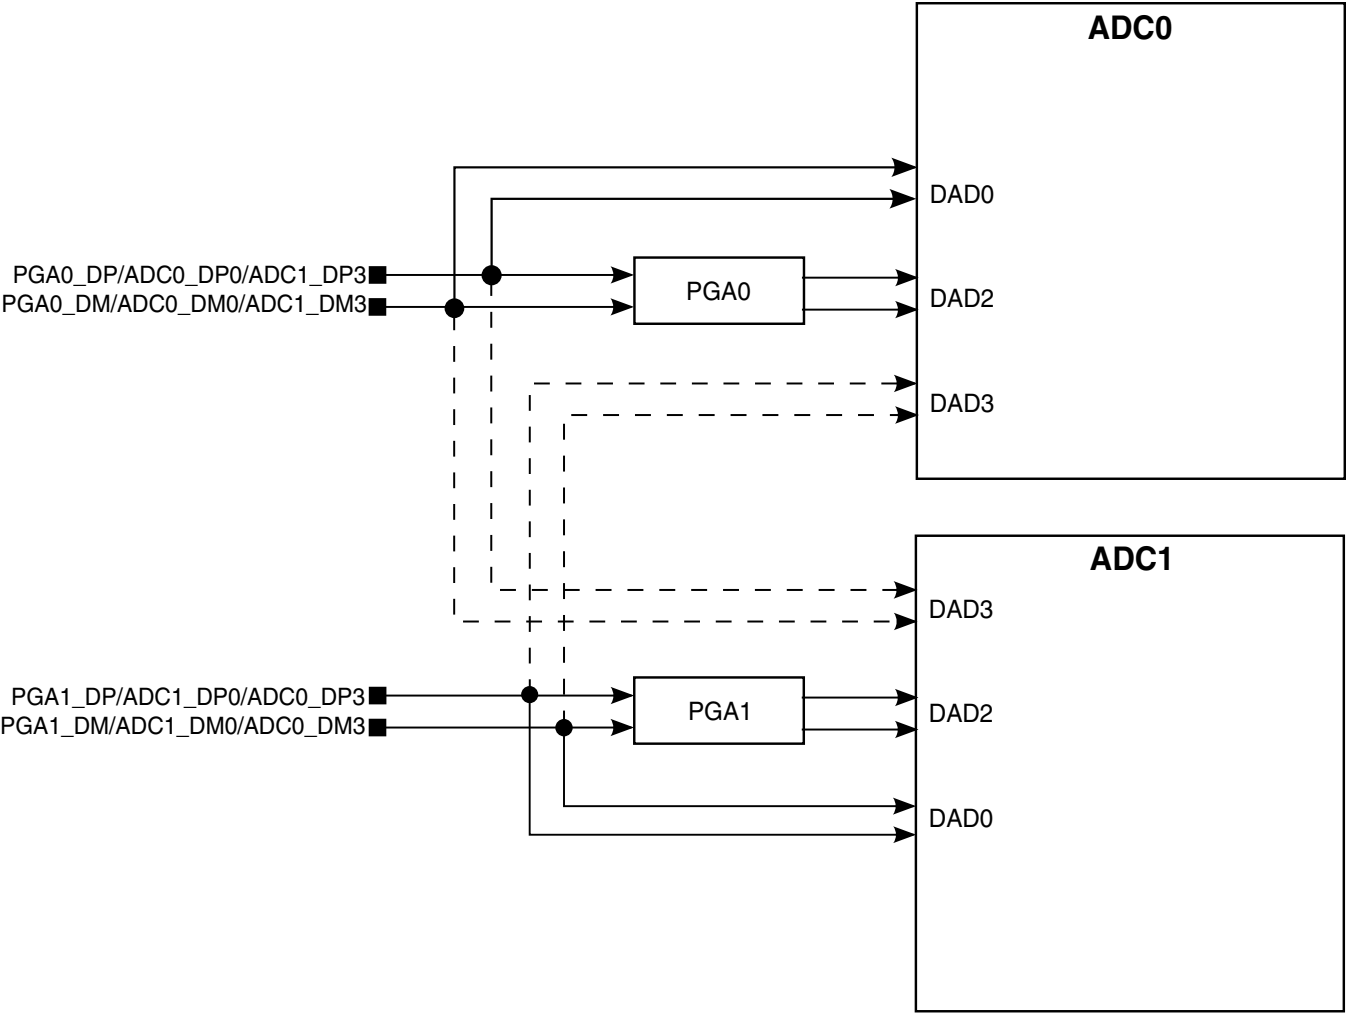 ADC0
DAD0
PGA0_DP/ADC0_DP0/ADC1_DP3
PGA0_DM/ADC0_DM0/ADC1_DM3
PGA0
DAD2
DAD3
ADC1
DAD3
PGA1_DP/ADC1_DP0/ADC0_DP3
PGA1_DM/ADC1_DM0/ADC0_DM3
PGA1
DAD2
DAD0